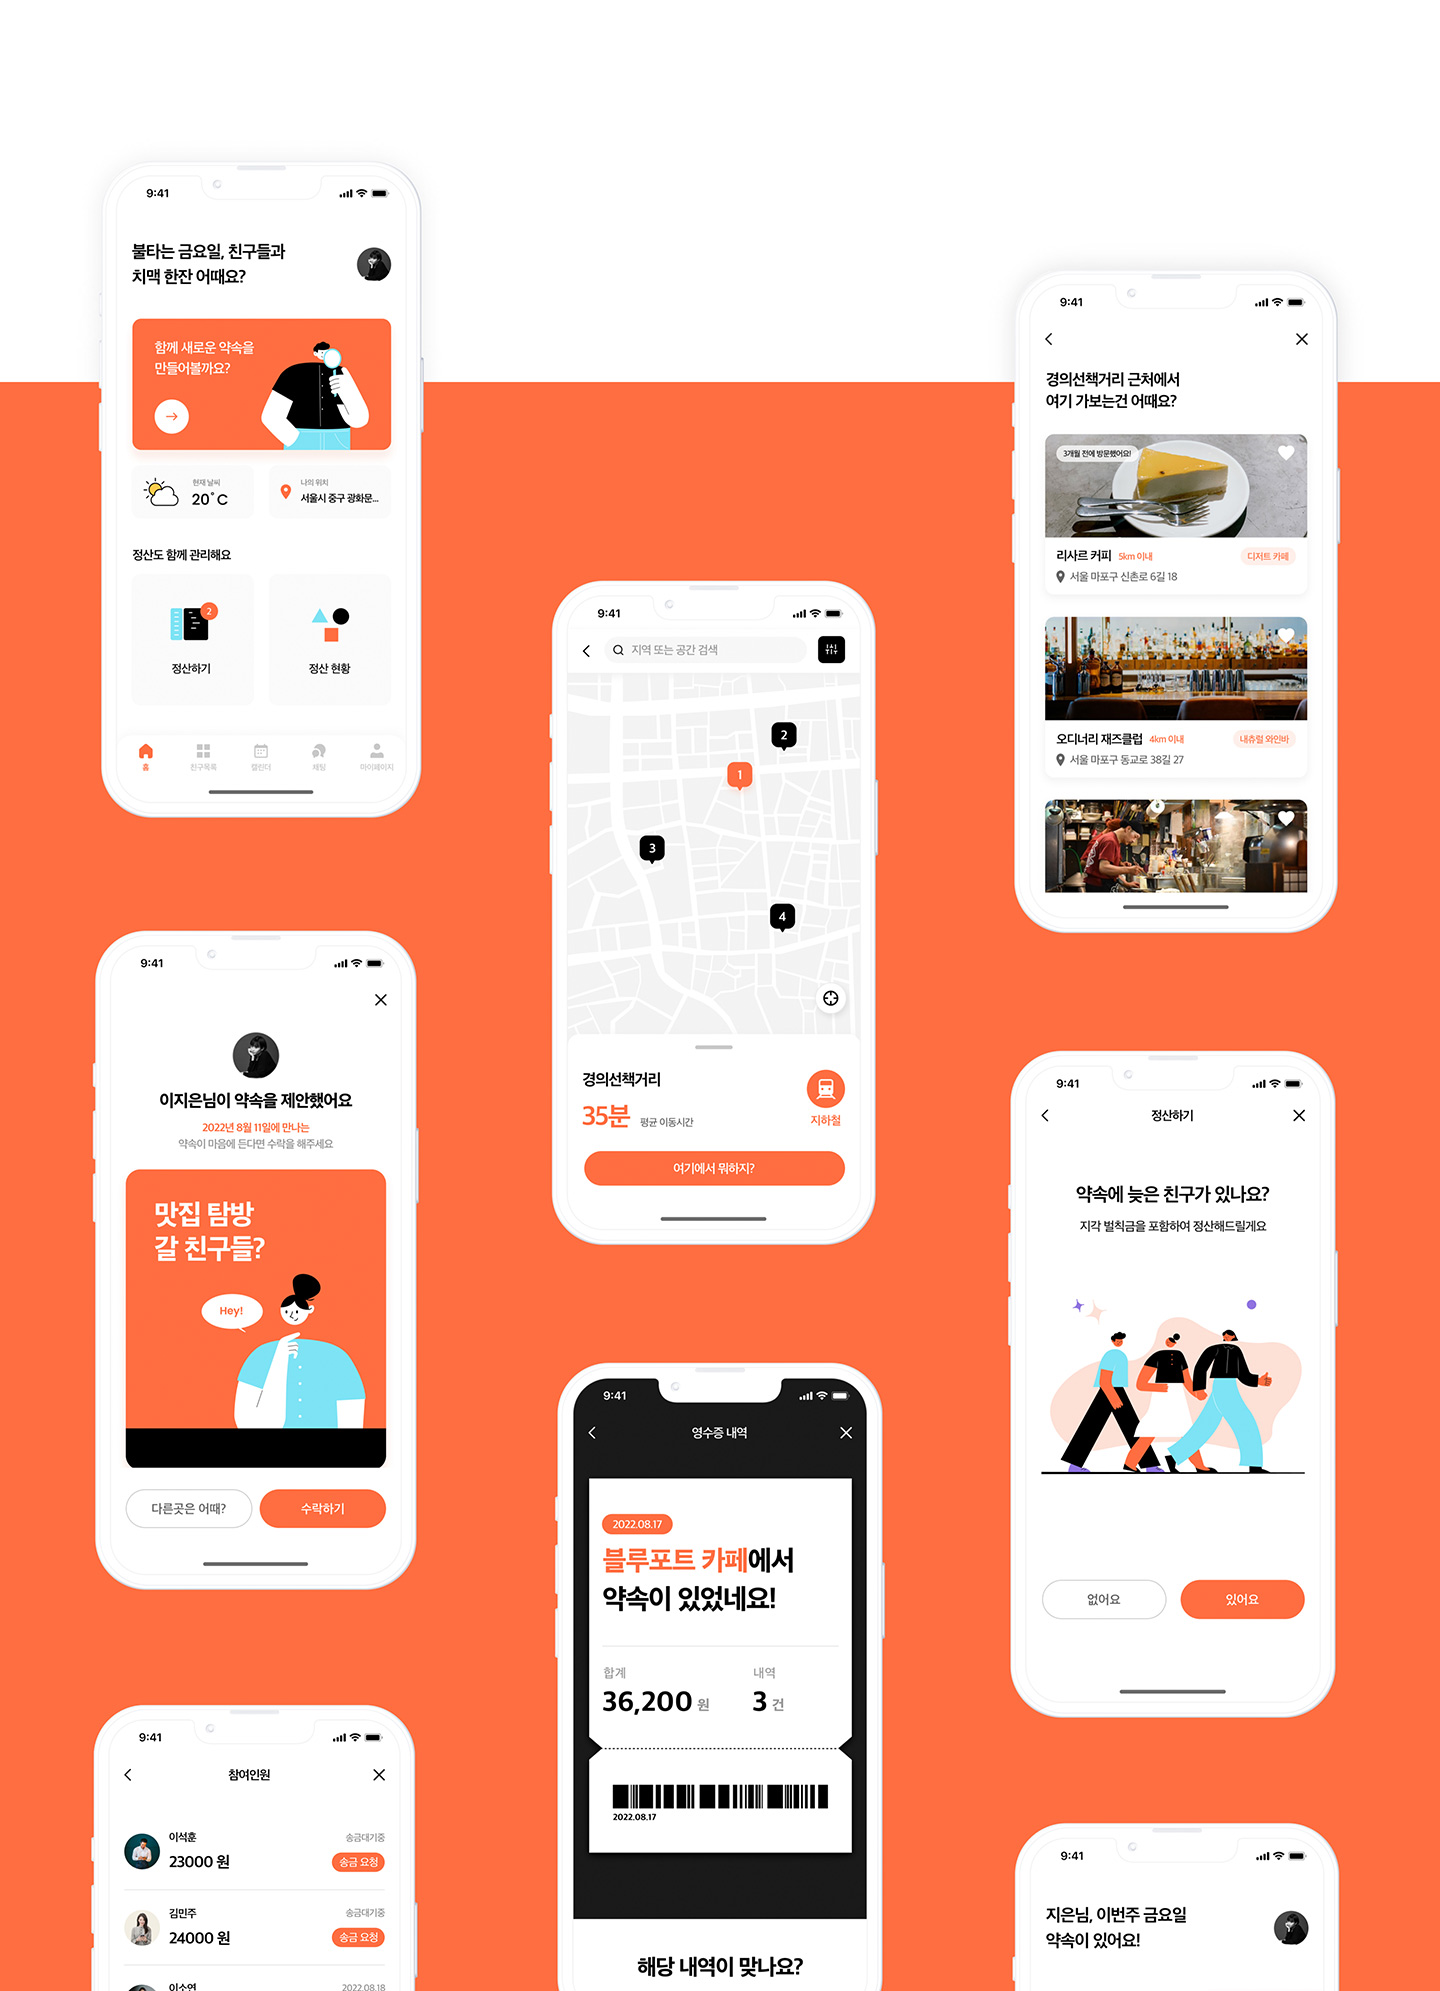 9:41
불타는 금요일, 친구들과
치맥 한잔 어때요?
함께 새로운 약속을
만들어볼까요?
현재 날씨
20°C
나의 위치
서울시 중구 광화문...
정산도 함께 관리해요
2
정산하기
정산 현황
홈
친구목록
캘린더
채팅
마이페이지
9:41
경의선책거리 근처에서
여기 가보는건 어때요?
3개월 전에 방문했어요!
리사르 커피 5km 이내
디저트 카페
서울 마포구 신촌로 6길 18
오디너리 재즈클럽 4km 이내
내츄럴 와인바
서울 마포구 동교로 38길 27
9:41
지역 또는 공간 검색
2
1
3
4
경의선책거리
35분 평균 이동시간
지하철
여기에서 뭐하지?
9:41
이지은님이 약속을 제안했어요
2022년 8월 11일에 만나는
약속이 마음에 든다면 수락을 해주세요
맛집 탐방
갈 친구들?
Hey!
다른곳은 어때?
수락하기
9:41
정산하기
약속에 늦은 친구가 있나요?
지각 벌칙금을 포함하여 정산해드릴게요
없어요
있어요
9:41
영수증 내역
2022.08.17
블루포트 카페에서
약속이 있었네요!
합계
36,200 원
내역
3 건
2022.08.17
해당 내역이 맞나요?
9:41
참여인원
이석훈
송금대기중
23000 원
송금 요청
김민주
송금대기중
24000 원
송금 요청
이소연
2022.08.18
9:41
지은님, 이번주 금요일
약속이 있어요!